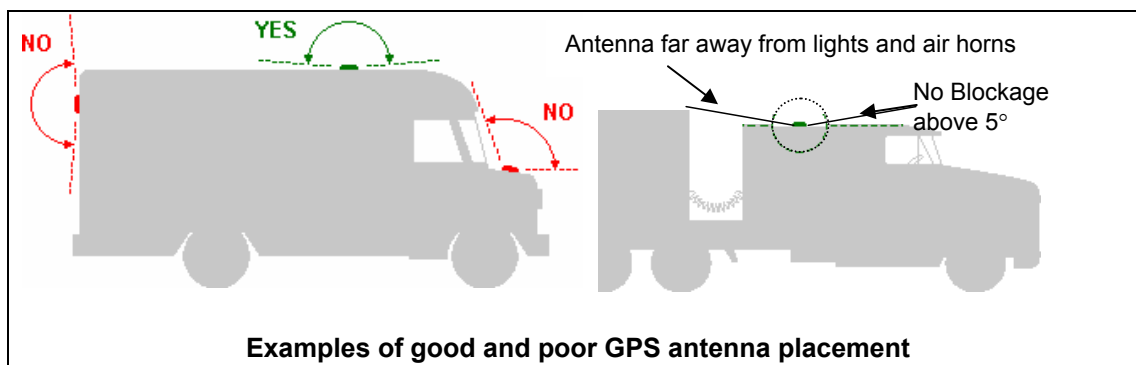 NO
YES
NO
Antenna far away from lights and air horns
No Blockage
above 5°
Examples of good and poor GPS antenna placement